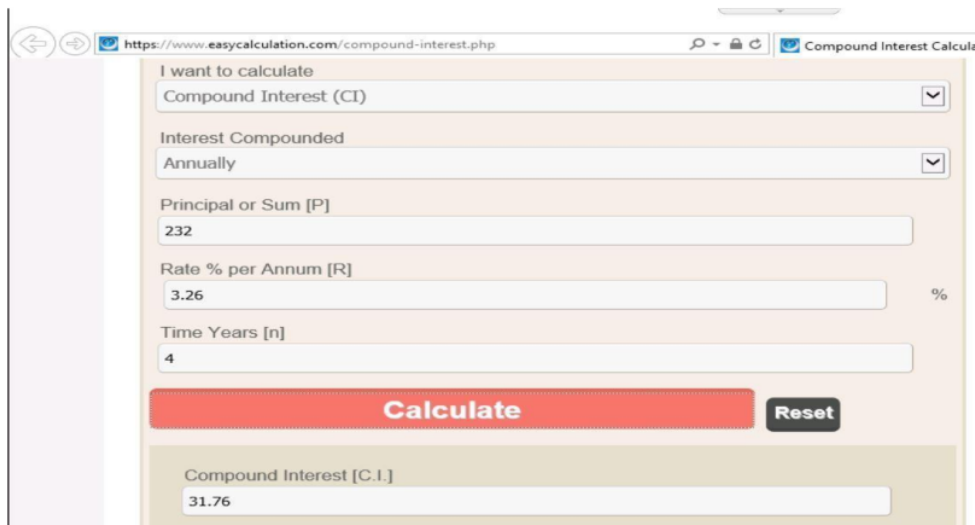 https://www.easycalculation.com/compound-interest.php
Compound Interest Calcula
I want to calculate
Compound Interest (CI)
Interest Compounded
Annually
Principal or Sum [P]
232
Rate % per Annum [R]
3.26 %
Time Years [n]
4
Calculate Reset
Compound Interest [C.I.]
31.76